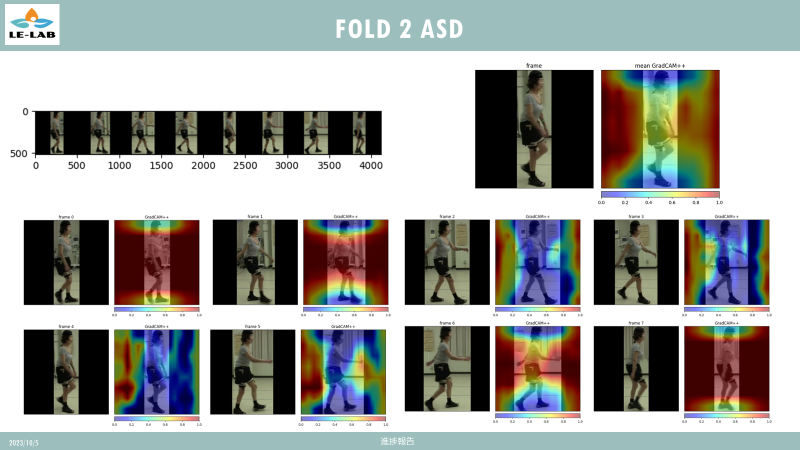 LE-LAB
FOLD 2 ASD
0
500
0 500 1000 1500 2000 2500 3000 3500 4000
frame
mean GradCAM++
0.0 0.2 0.4 0.6 0.8 1.0
frame 0
GradCAM++
frame 1
GradCAM++
frame 2
GradCAM++
frame 3
GradCAM++
0.0 0.2 0.4 0.6 0.8 1.0
0.0 0.2 0.4 0.6 0.8 1.0
0.0 0.2 0.4 0.6 0.8 1.0
0.0 0.2 0.4 0.6 0.8 1.0
frame 4
GradCAM++
frame 5
GradCAM++
frame 6
GradCAM++
frame 7
GradCAM++
0.0 0.2 0.4 0.6 0.8 1.0
0.0 0.2 0.4 0.6 0.8 1.0
0.0 0.2 0.4 0.6 0.8 1.0
0.0 0.2 0.4 0.6 0.8 1.0
2023/10/5
進捗報告